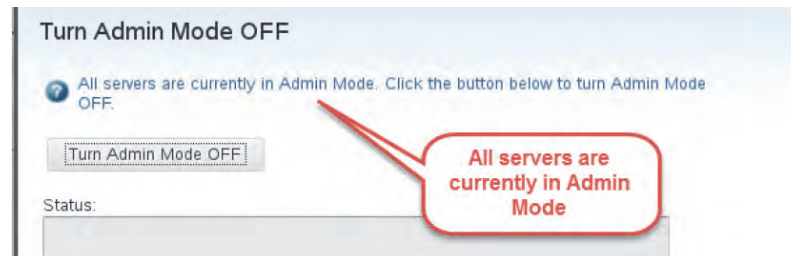 Turn Admin Mode OFF
All servers are currently in Admin Mode. Click the button below to turn Admin Mode
OFF.
Turn Admin Mode OFF
All servers are
currently in Admin
Mode
Status: